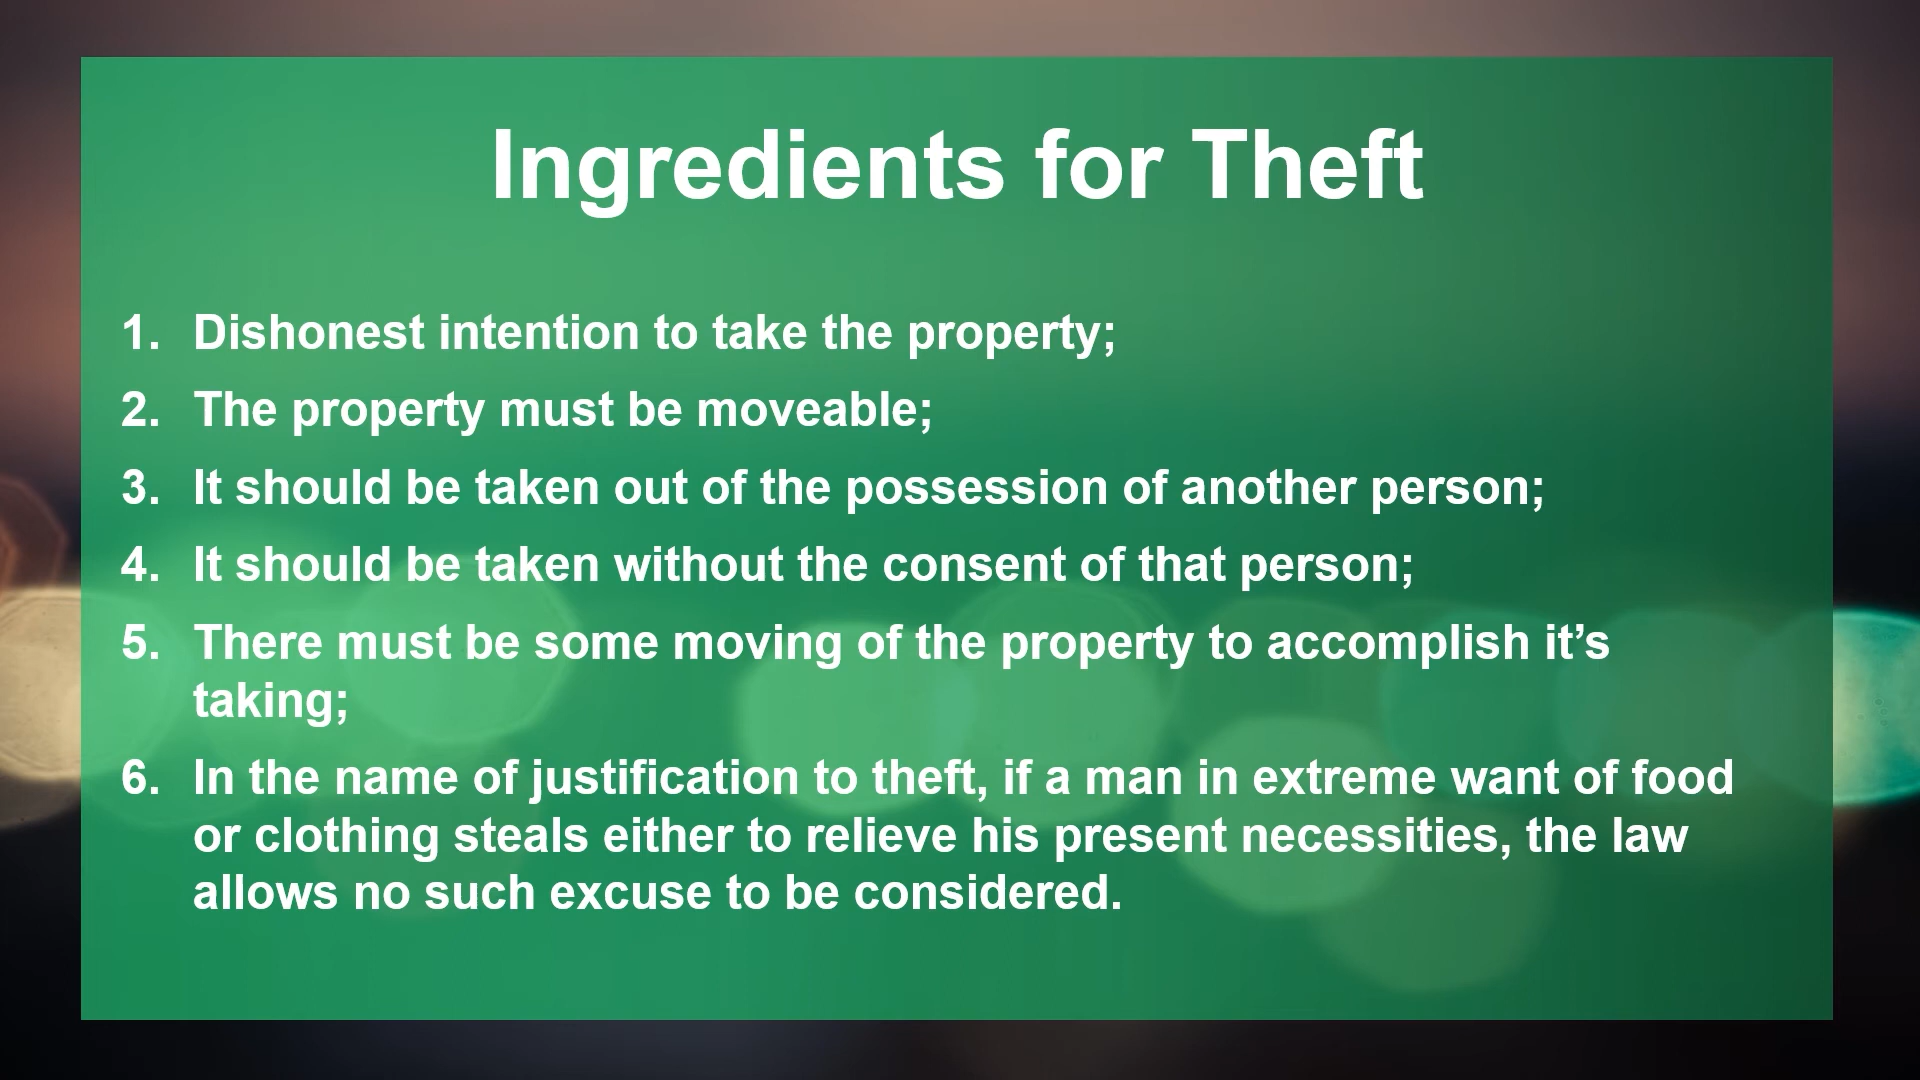 Ingredients for Theft
1. Dishonest intention to take the property;
2. The property must be moveable;
3. It should be taken out of the possession of another person;
4. It should be taken without the consent of that person;
5. There must be some moving of the property to accomplish it’s
taking;
6. In the name of justification to theft, if a man in extreme want of food
or clothing steals either to relieve his present necessities, the law
allows no such excuse to be considered.